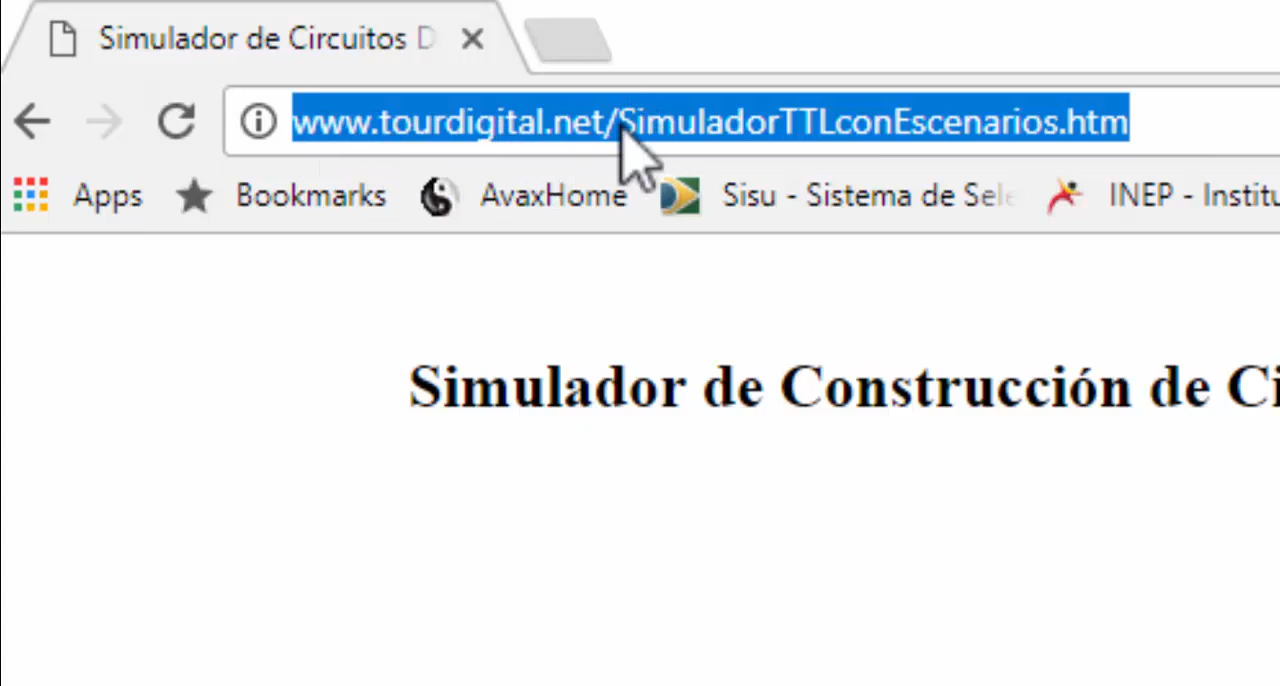 Simulador de Circuitos D
www.tourdigital.net/SimuladorTTLconEscenarios.htm
Apps Bookmarks AvaxHome Sisu - Sistema de Sele INEP - Institu
Simulador de Construcción de Ci